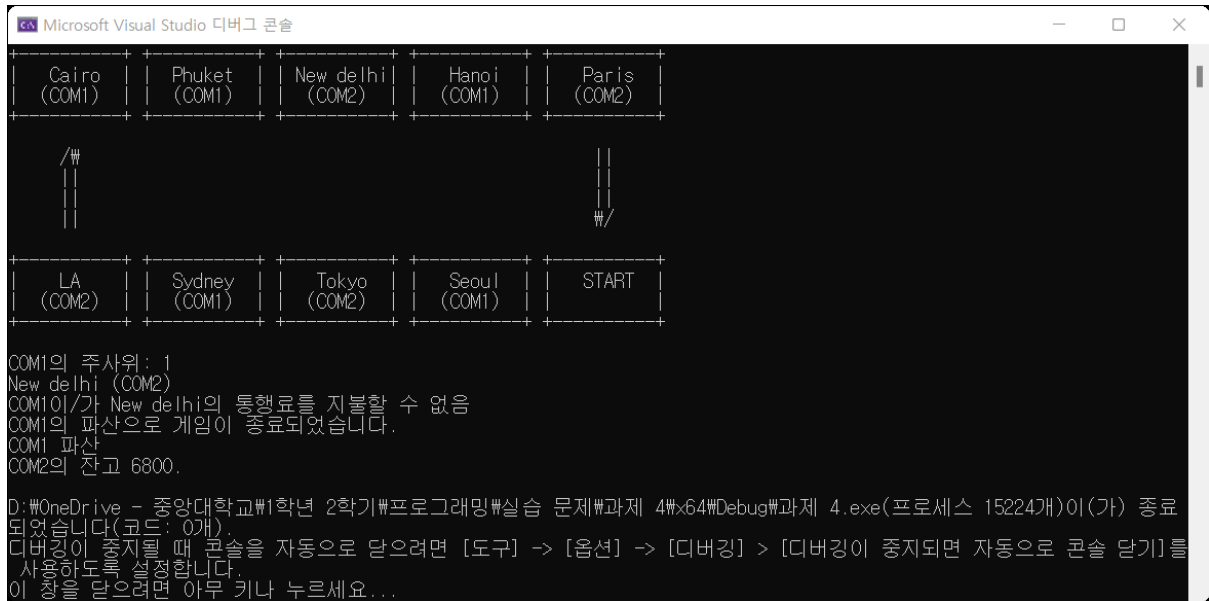 Microsoft Visual Studio 디버그 콘솔
+----------+ +----------+ +----------+ +----------+ +----------+
|   Cairo  | |  Phuket  | | New delhi| |   Hanoi  | |   Paris  |
|  (COM1)  | |  (COM1)  | |  (COM2)  | |  (COM1)  | |  (COM2)  |
+----------+ +----------+ +----------+ +----------+ +----------+
/₩ ||
|| ||
|| ||
|| ₩/
+----------+ +----------+ +----------+ +----------+ +----------+
|    LA    | |  Sydney  | |   Tokyo  | |   Seoul  | |   START  |
|  (COM2)  | |  (COM1)  | |  (COM2)  | |  (COM1)  | |          |
+----------+ +----------+ +----------+ +----------+ +----------+
COM1의 주사위: 1
New delhi (COM2)
COM1이/가 New delhi의 통행료를 지불할 수 없음
COM1의 파산으로 게임이 종료되었습니다.
COM1 파산
COM2의 잔고 6800.
D:₩OneDrive - 중앙대학교₩1학년 2학기₩프로그래밍₩실습 문제₩과제 4₩x64₩Debug₩과제 4.exe(프로세스 15224개)이(가) 종료
되었습니다(코드: 0개).
디버깅이 중지될 때 콘솔을 자동으로 닫으려면 [도구] -> [옵션] -> [디버깅] > [디버깅이 중지되면 자동으로 콘솔 닫기]를
사용하도록 설정합니다.
이 창을 닫으려면 아무 키나 누르세요...